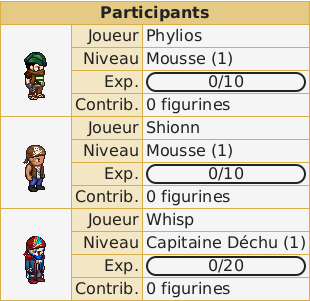 Participants
Joueur Phylios
Niveau Mousse (1)
Exp. 0/10
Contrib. 0 figurines
Joueur Shionn
Niveau Mousse (1)
Exp. 0/10
Contrib. 0 figurines
Joueur Whisp
Niveau Capitaine Déchu (1)
Exp. 0/20
Contrib. 0 figurines